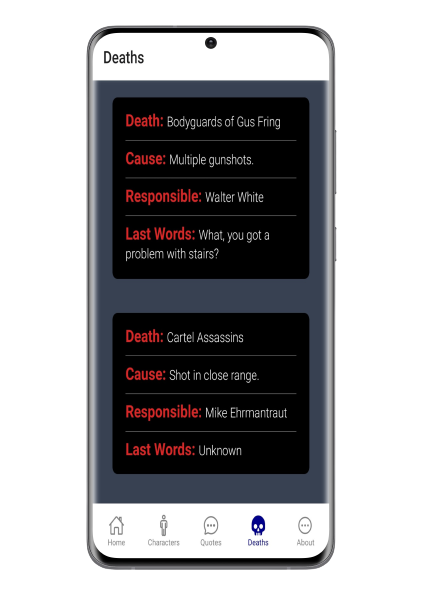 Deaths
Death: Bodyguards of Gus Fring
Cause: Multiple gunshots.
Responsible: Walter White
Last Words: What, you got a
problem with stairs?
Death: Cartel Assassins
Cause: Shot in close range.
Responsible: Mike Ehrmantraut
Last Words: Unknown
Home Characters Quotes Deaths About